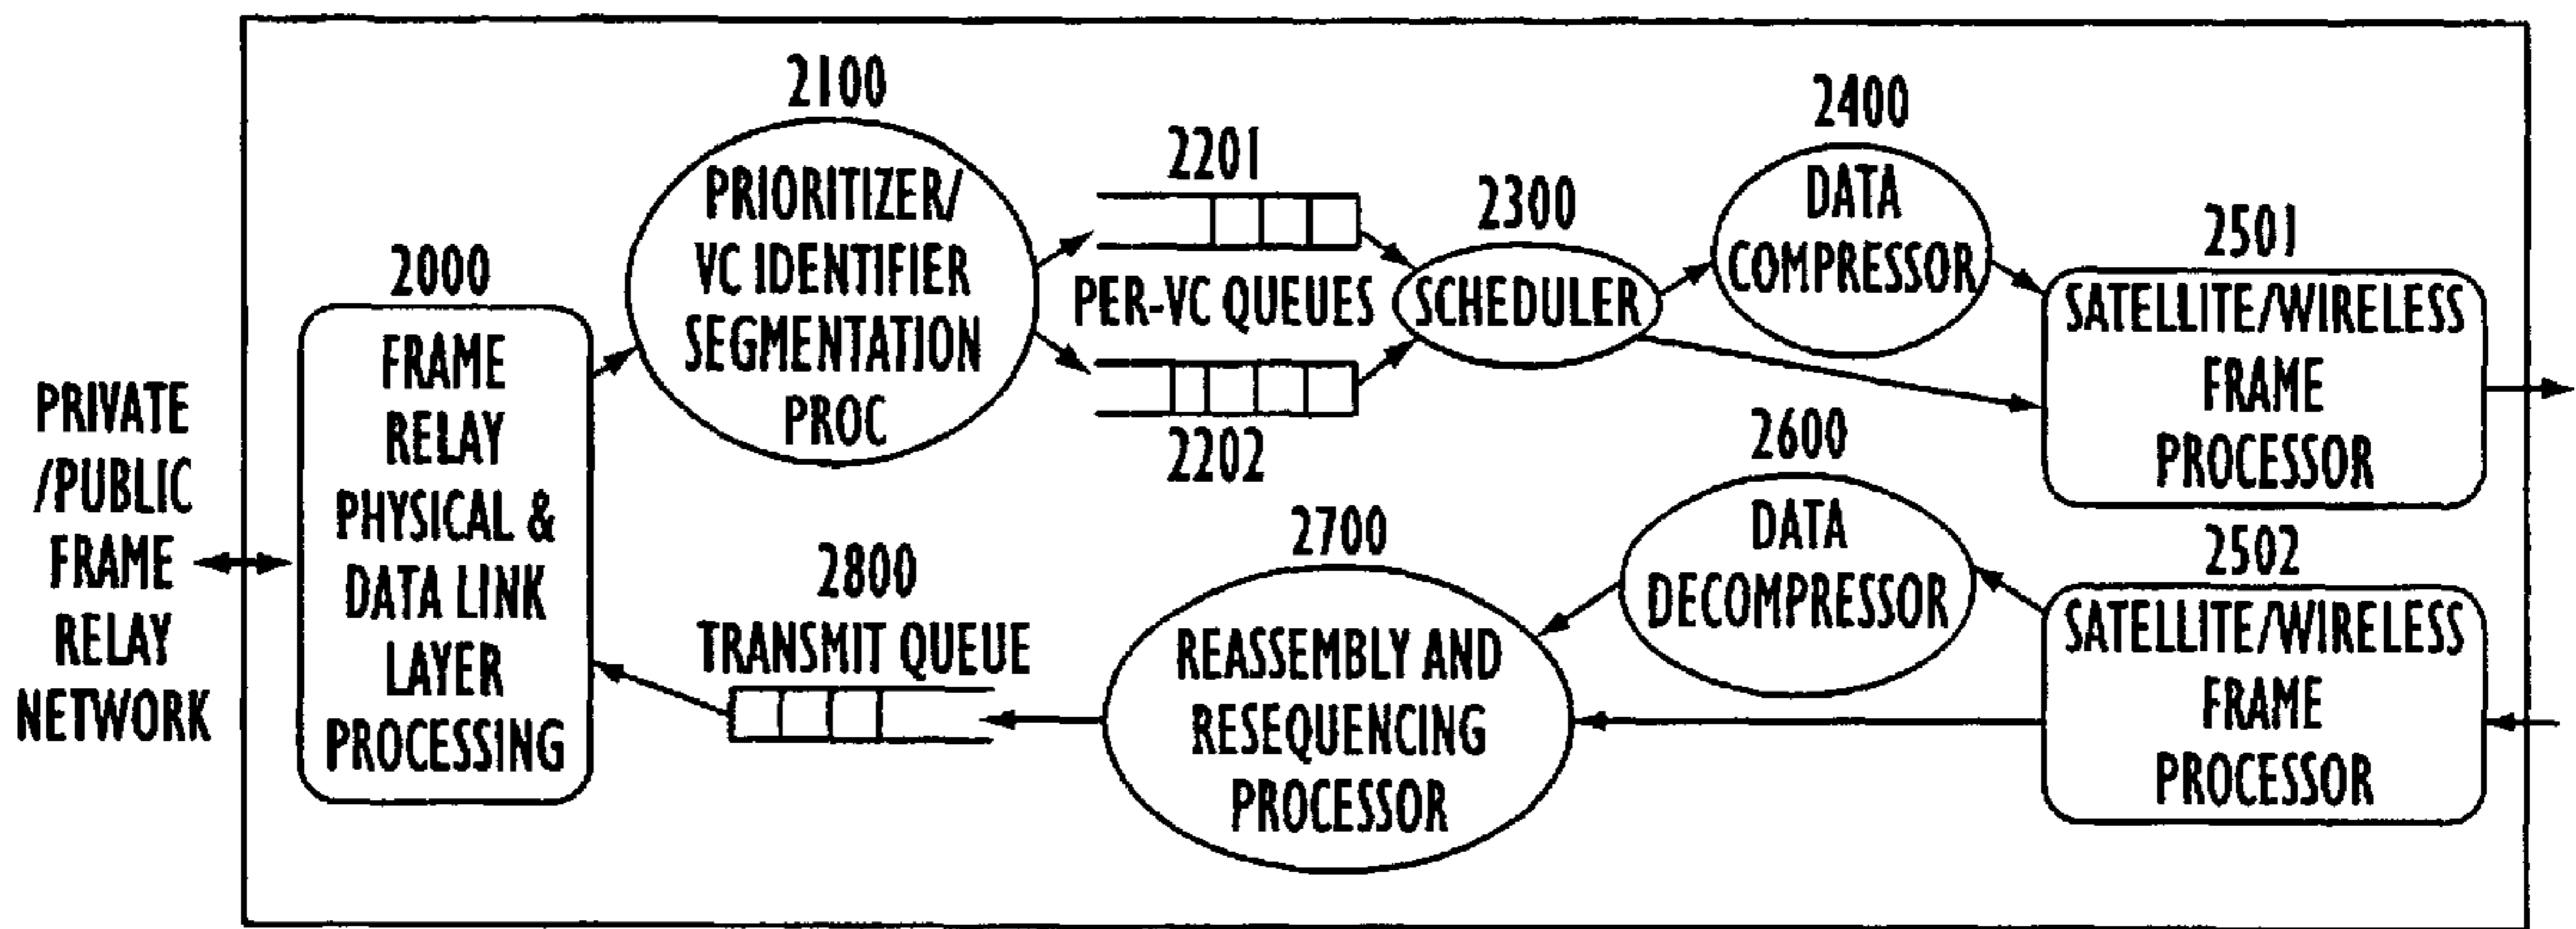 PRIVATE
/PUBLIC
FRAME
RELAY
NETWORK
2000
FRAME
RELAY
PHYSICAL &
DATA LINK
LAYER
PROCESSING
2100
PRIORITIZER/
VC IDENTIFIER
SEGMENTATION
PROC
2201
PER-VC QUEUES
2202
2300
SCHEDULER
2400
DATA
COMPRESSOR
2501
SATELLITE/WIRELESS
FRAME
PROCESSOR
2502
SATELLITE/WIRELESS
FRAME
PROCESSOR
2600
DATA
DECOMPRESSOR
2700
REASSEMBLY AND
RESEQUENCING
PROCESSOR
2800
TRANSMIT QUEUE